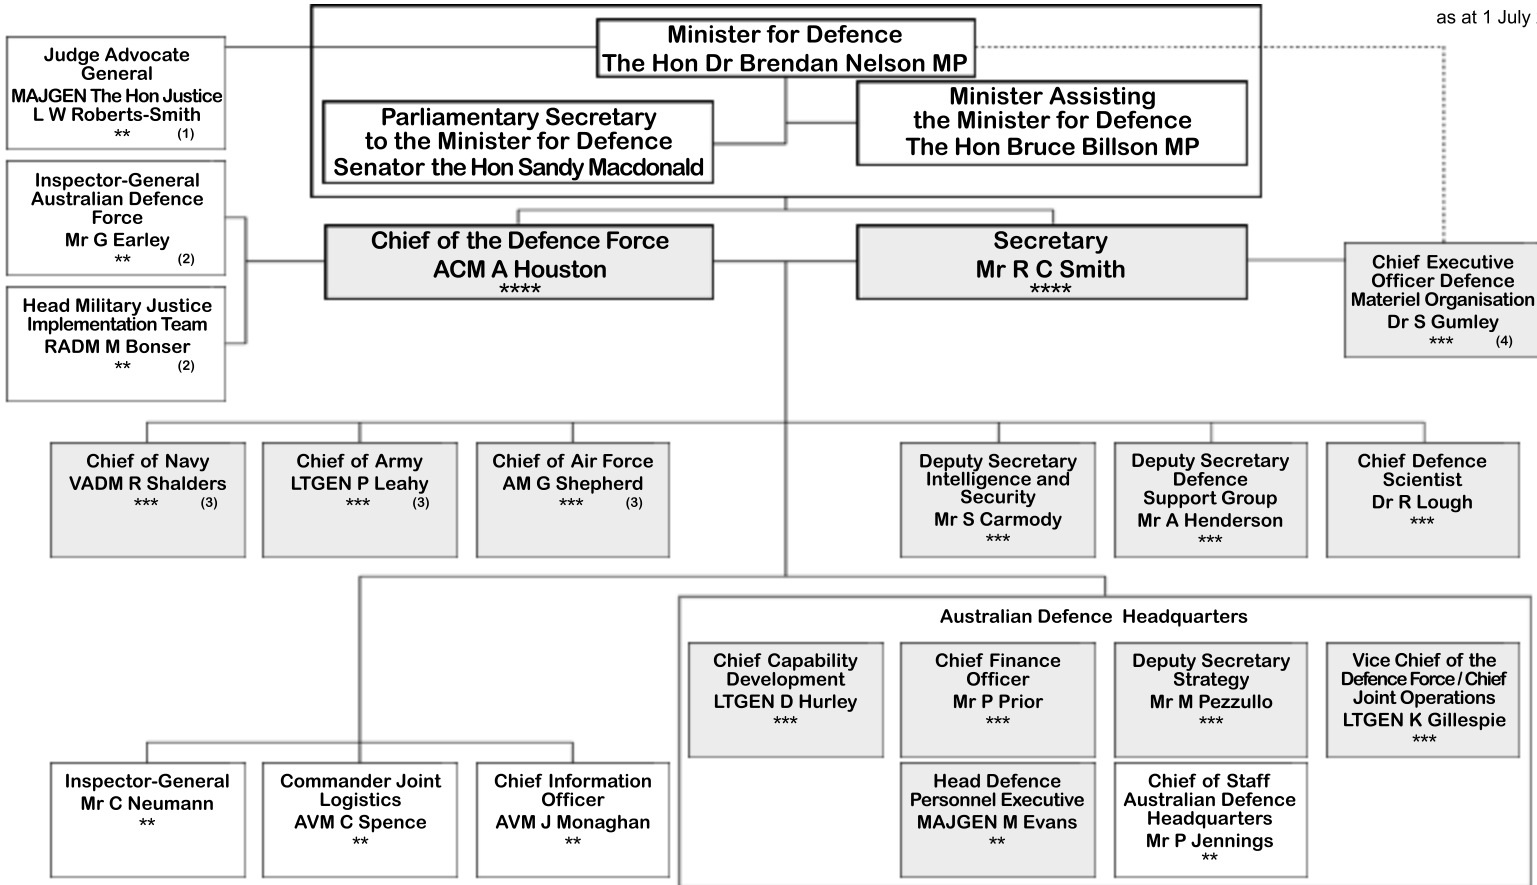 as at 1 July
Minister for Defence
The Hon Dr Brendan Nelson MP
Parliamentary Secretary
to the Minister for Defence
Senator the Hon Sandy Macdonald
Minister Assisting
the Minister for Defence
The Hon Bruce Billson MP
Judge Advocate
General
MAJGEN The Hon Justice
L W Roberts-Smith
** (1)
Inspector-General
Australian Defence
Force
Mr G Earley
** (2)
Head Military Justice
Implementation Team
RADM M Bonser
** (2)
Chief of the Defence Force
ACM A Houston
****
Secretary
Mr R C Smith
****
Chief Executive
Officer Defence
Materiel Organisation
Dr S Gumley
*** (4)
Chief of Navy
VADM R Shalders
*** (3)
Chief of Army
LTGEN P Leahy
*** (3)
Chief of Air Force
AM G Shepherd
*** (3)
Deputy Secretary
Intelligence and
Security
Mr S Carmody
***
Deputy Secretary
Defence
Support Group
Mr A Henderson
***
Chief Defence
Scientist
Dr R Lough
***
Australian Defence Headquarters
Chief Capability
Development
LTGEN D Hurley
***
Chief Finance
Officer
Mr P Prior
***
Deputy Secretary
Strategy
Mr M Pezzullo
***
Vice Chief of the
Defence Force / Chief
Joint Operations
LTGEN K Gillespie
***
Inspector-General
Mr C Neumann
**
Commander Joint
Logistics
AVM C Spence
**
Chief Information
Officer
AVM J Monaghan
**
Head Defence
Personnel Executive
MAJGEN M Evans
**
Chief of Staff
Australian Defence
Headquarters
Mr P Jennings
**